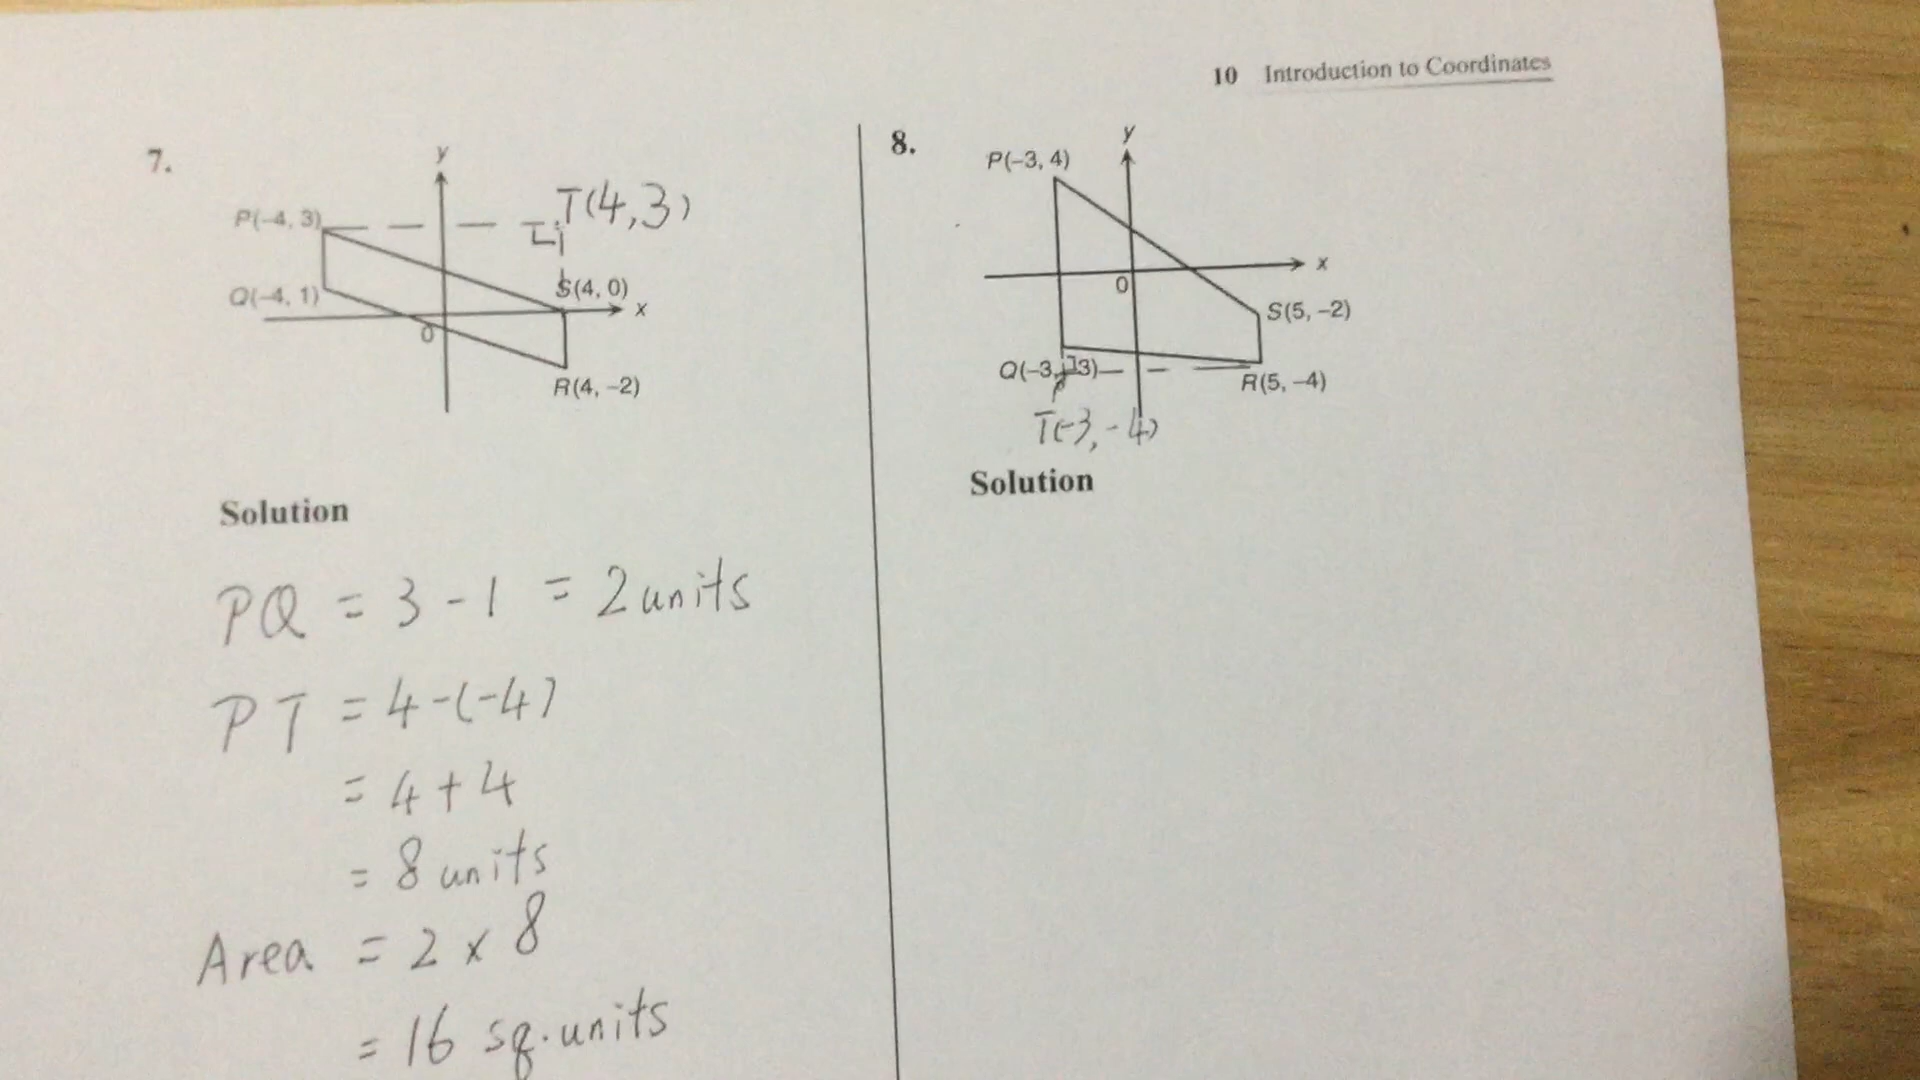 10 Introduction to Coordinates
7.
y
P(–4, 3)
T(4,3)
Q(–4, 1)
S(4, 0)
x
0
R(4, –2)
Solution
PQ = 3 - 1 = 2 units
PT = 4-(-4)
= 4 + 4
= 8 units
Area = 2 x 8
= 16 sq. units
8.
y
P(–3, 4)
x
0
S(5, –2)
Q(–3, –3)
R(5, –4)
T(-3, -4)
Solution